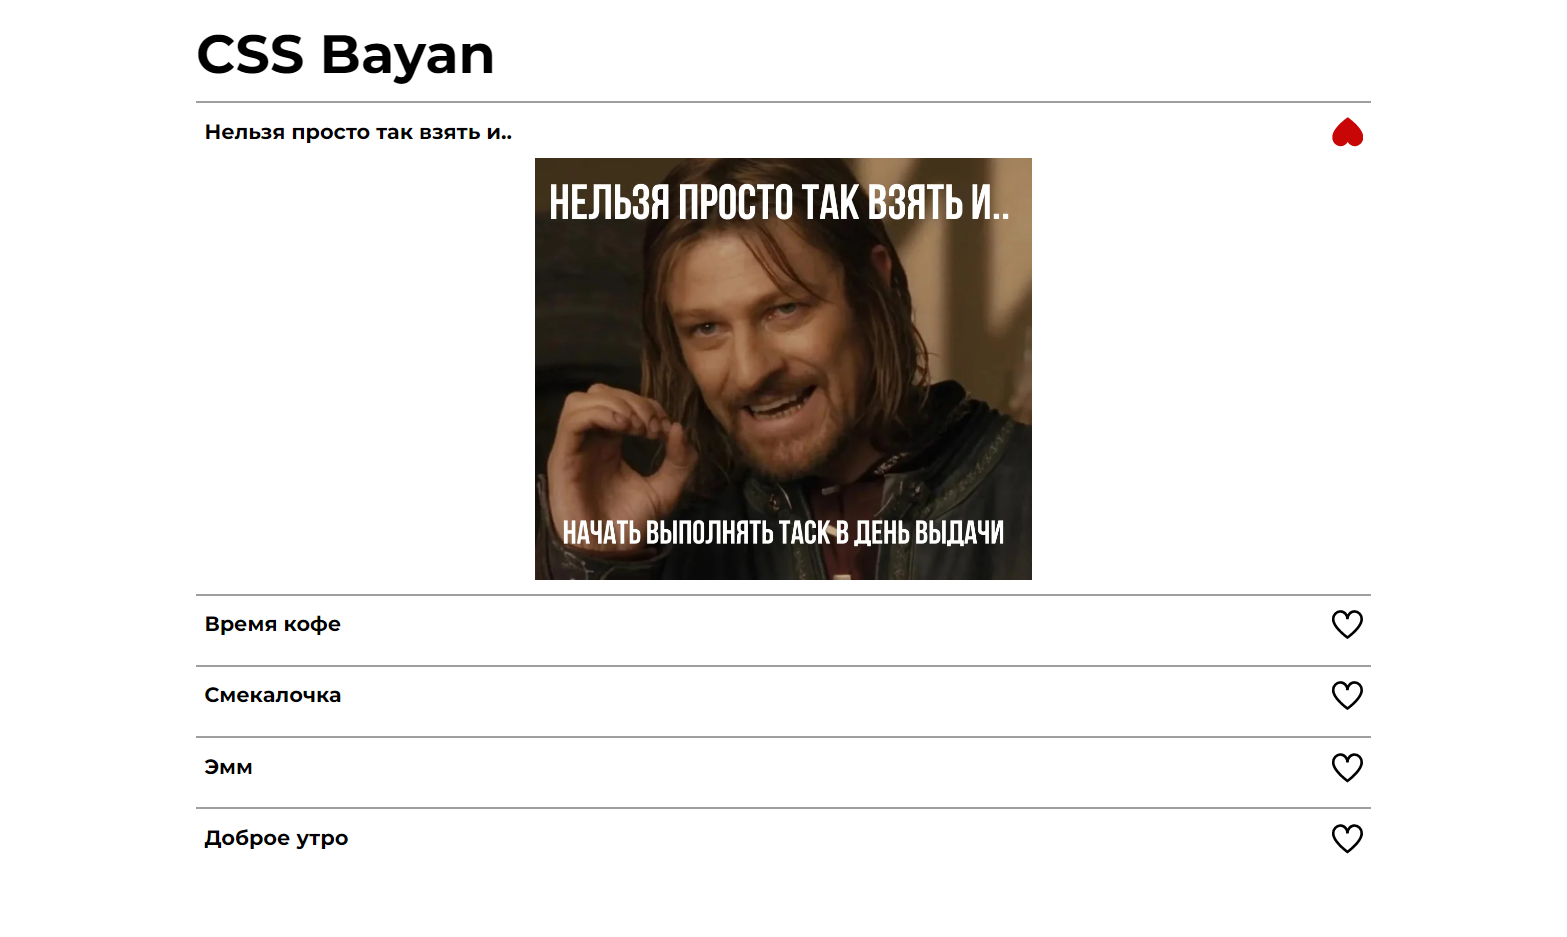 CSS Bayan
Нельзя просто так взять и..
НЕЛЬЗЯ ПРОСТО ТАК ВЗЯТЬ И..
НАЧАТЬ ВЫПОЛНЯТЬ ТАСК В ДЕНЬ ВЫДАЧИ
Время кофе
Смекалочка
Эмм
Доброе утро